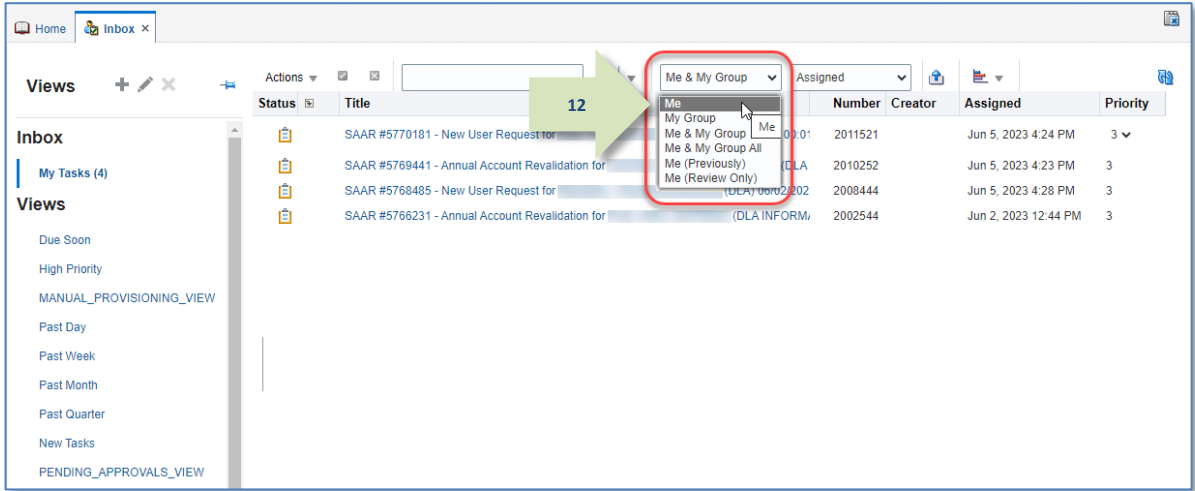 Home
Inbox ×
Views
Actions
12
Me & My Group
Assigned
Status
Title
Number
Creator
Assigned
Priority
Me
My Group
Me & My Group
Me & My Group All
Me (Previously)
Me (Review Only)
Me
Inbox
My Tasks (4)
Views
Due Soon
High Priority
MANUAL_PROVISIONING_VIEW
Past Day
Past Week
Past Month
Past Quarter
New Tasks
PENDING_APPROVALS_VIEW
SAAR #5770181 - New User Request for 2011521 Jun 5, 2023 4:24 PM 3
SAAR #5769441 - Annual Account Revalidation for (DLA 2010252 Jun 5, 2023 4:23 PM 3
SAAR #5768485 - New User Request for (DLA) 06/02/202 2008444 Jun 5, 2023 4:28 PM 3
SAAR #5766231 - Annual Account Revalidation for (DLA INFORMA 2002544 Jun 2, 2023 12:44 PM 3